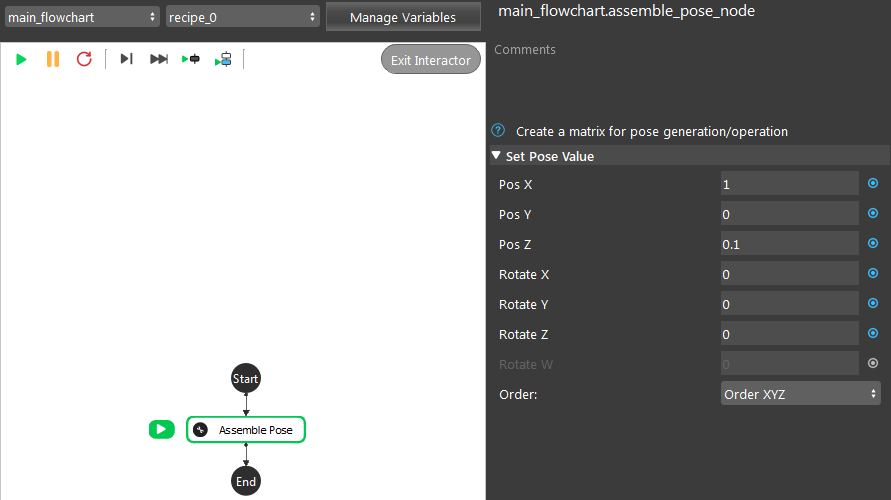 main_flowchart
recipe_0
Manage Variables
Exit Interactor
Start
Assemble Pose
End
main_flowchart.assemble_pose_node
Comments
Create a matrix for pose generation/operation
Set Pose Value
Pos X 1
Pos Y 0
Pos Z 0.1
Rotate X 0
Rotate Y 0
Rotate Z 0
Rotate W 0
Order: Order XYZ